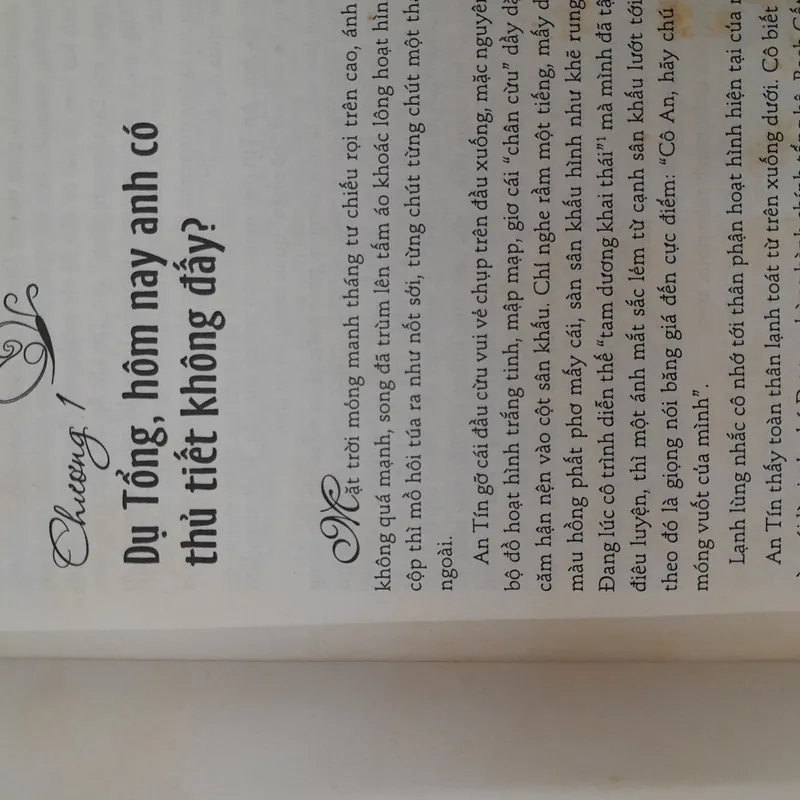 Chương 1
Dụ Tổng, hôm nay anh có
thủ tiết không đấy?
Mặt trời móng manh tháng tư chiếu rọi trên cao, ánh
không quá mạnh, song đã trùm lên tấm áo khoác lông hoạt hìn
cộp thì mồ hôi túa ra như nốt sởi, từng chút từng chút một th
ngoài.
An Tín gỡ cái đầu cừu vui vẻ chụp trên đầu xuống, mặc nguyên
bộ đồ hoạt hình trắng tinh, mập mạp, giơ cái “chân cừu” dầy dặ
căm hận nện vào cột sân khấu. Chỉ nghe rầm một tiếng, mấy d
màu hồng phất phơ mấy cái, sàn sân khấu hình như khẽ rung
Đang lúc cô trình diễn thế “tam dương khai thái”¹ mà mình đã tậ
điêu luyện, thì một ánh mắt sắc lém từ cạnh sân khấu lướt tới
theo đó là giọng nói băng giá đến cực điểm: “Cô An, hãy chú
móng vuốt của mình”.
Lạnh lùng nhắc cô nhớ tới thân phận hoạt hình hiện tại của
An Tín thấy toàn thân lạnh toát từ trên xuống dưới. Cô biết